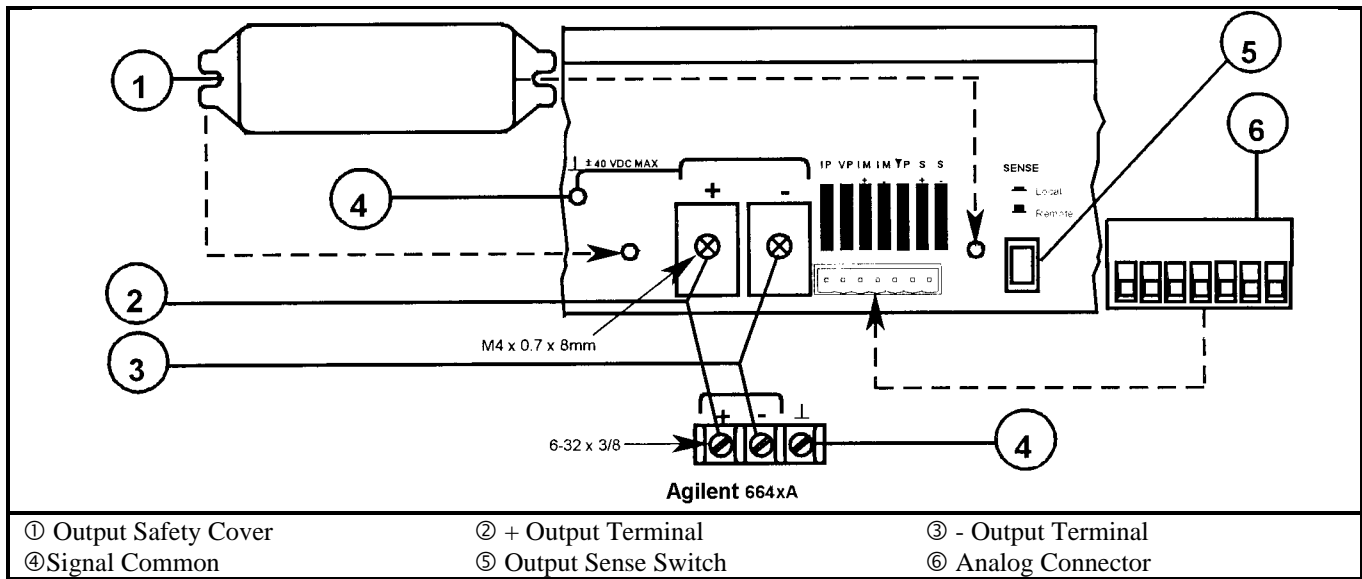 1
5
6
⊥ ± 40 VDC MAX
IP VP IM IM ▼P S S
+ - + -
SENSE
Local
Remote
4
+ -
2
M4 x 0.7 x 8mm
3
+ - ⊥
6-32 x 3/8
4
Agilent 664xA
① Output Safety Cover ② + Output Terminal ③ - Output Terminal
④Signal Common ⑤ Output Sense Switch ⑥ Analog Connector